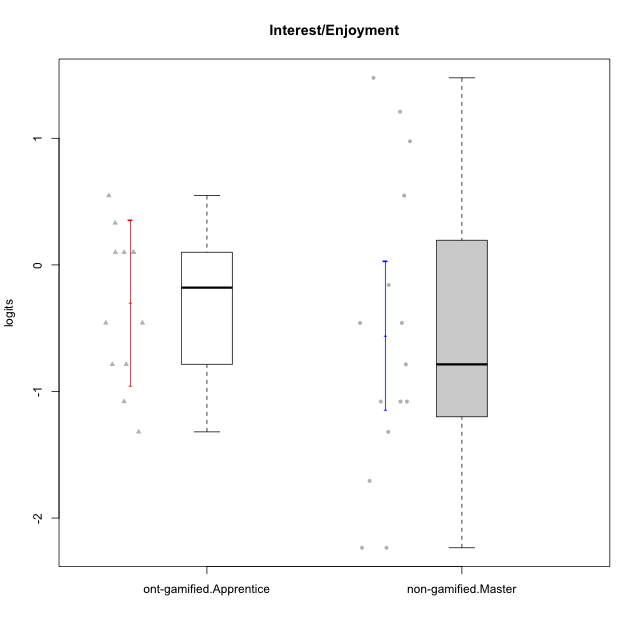 Interest/Enjoyment
logits
1
0
-1
-2
ont-gamified.Apprentice
non-gamified.Master